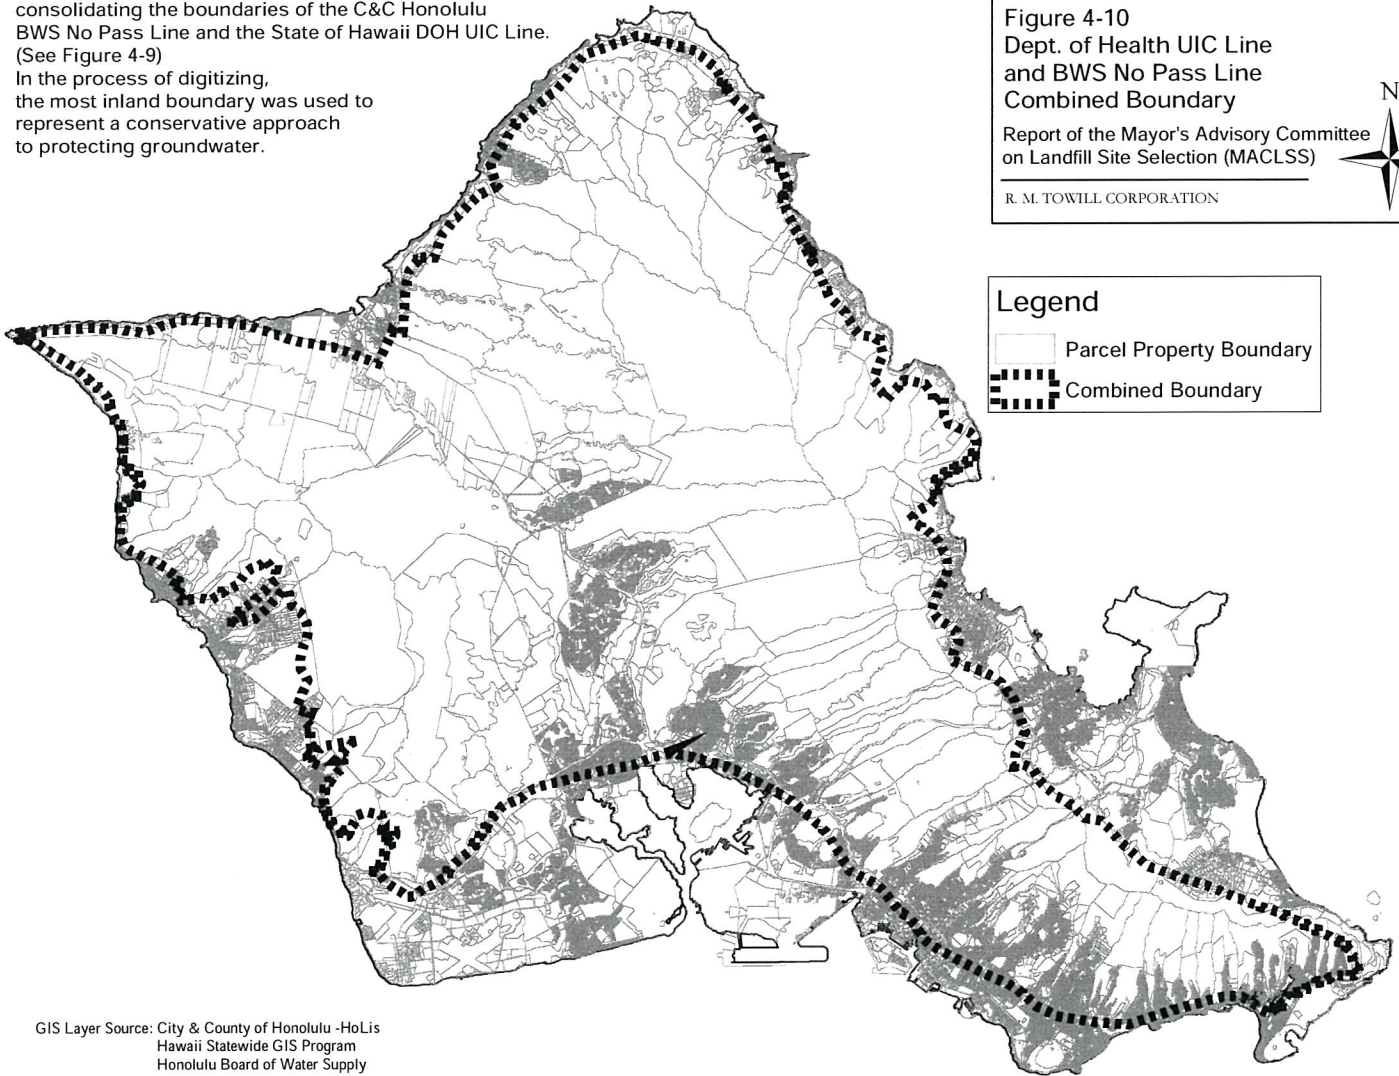 consolidating the boundaries of the C&C Honolulu
BWS No Pass Line and the State of Hawaii DOH UIC Line.
(See Figure 4-9)
In the process of digitizing,
the most inland boundary was used to
represent a conservative approach
to protecting groundwater.
Figure 4-10
Dept. of Health UIC Line
and BWS No Pass Line
Combined Boundary
Report of the Mayor's Advisory Committee
on Landfill Site Selection (MACLSS)
R. M. TOWILL CORPORATION
N
Legend
Parcel Property Boundary
Combined Boundary
GIS Layer Source: City & County of Honolulu -HoLis
Hawaii Statewide GIS Program
Honolulu Board of Water Supply